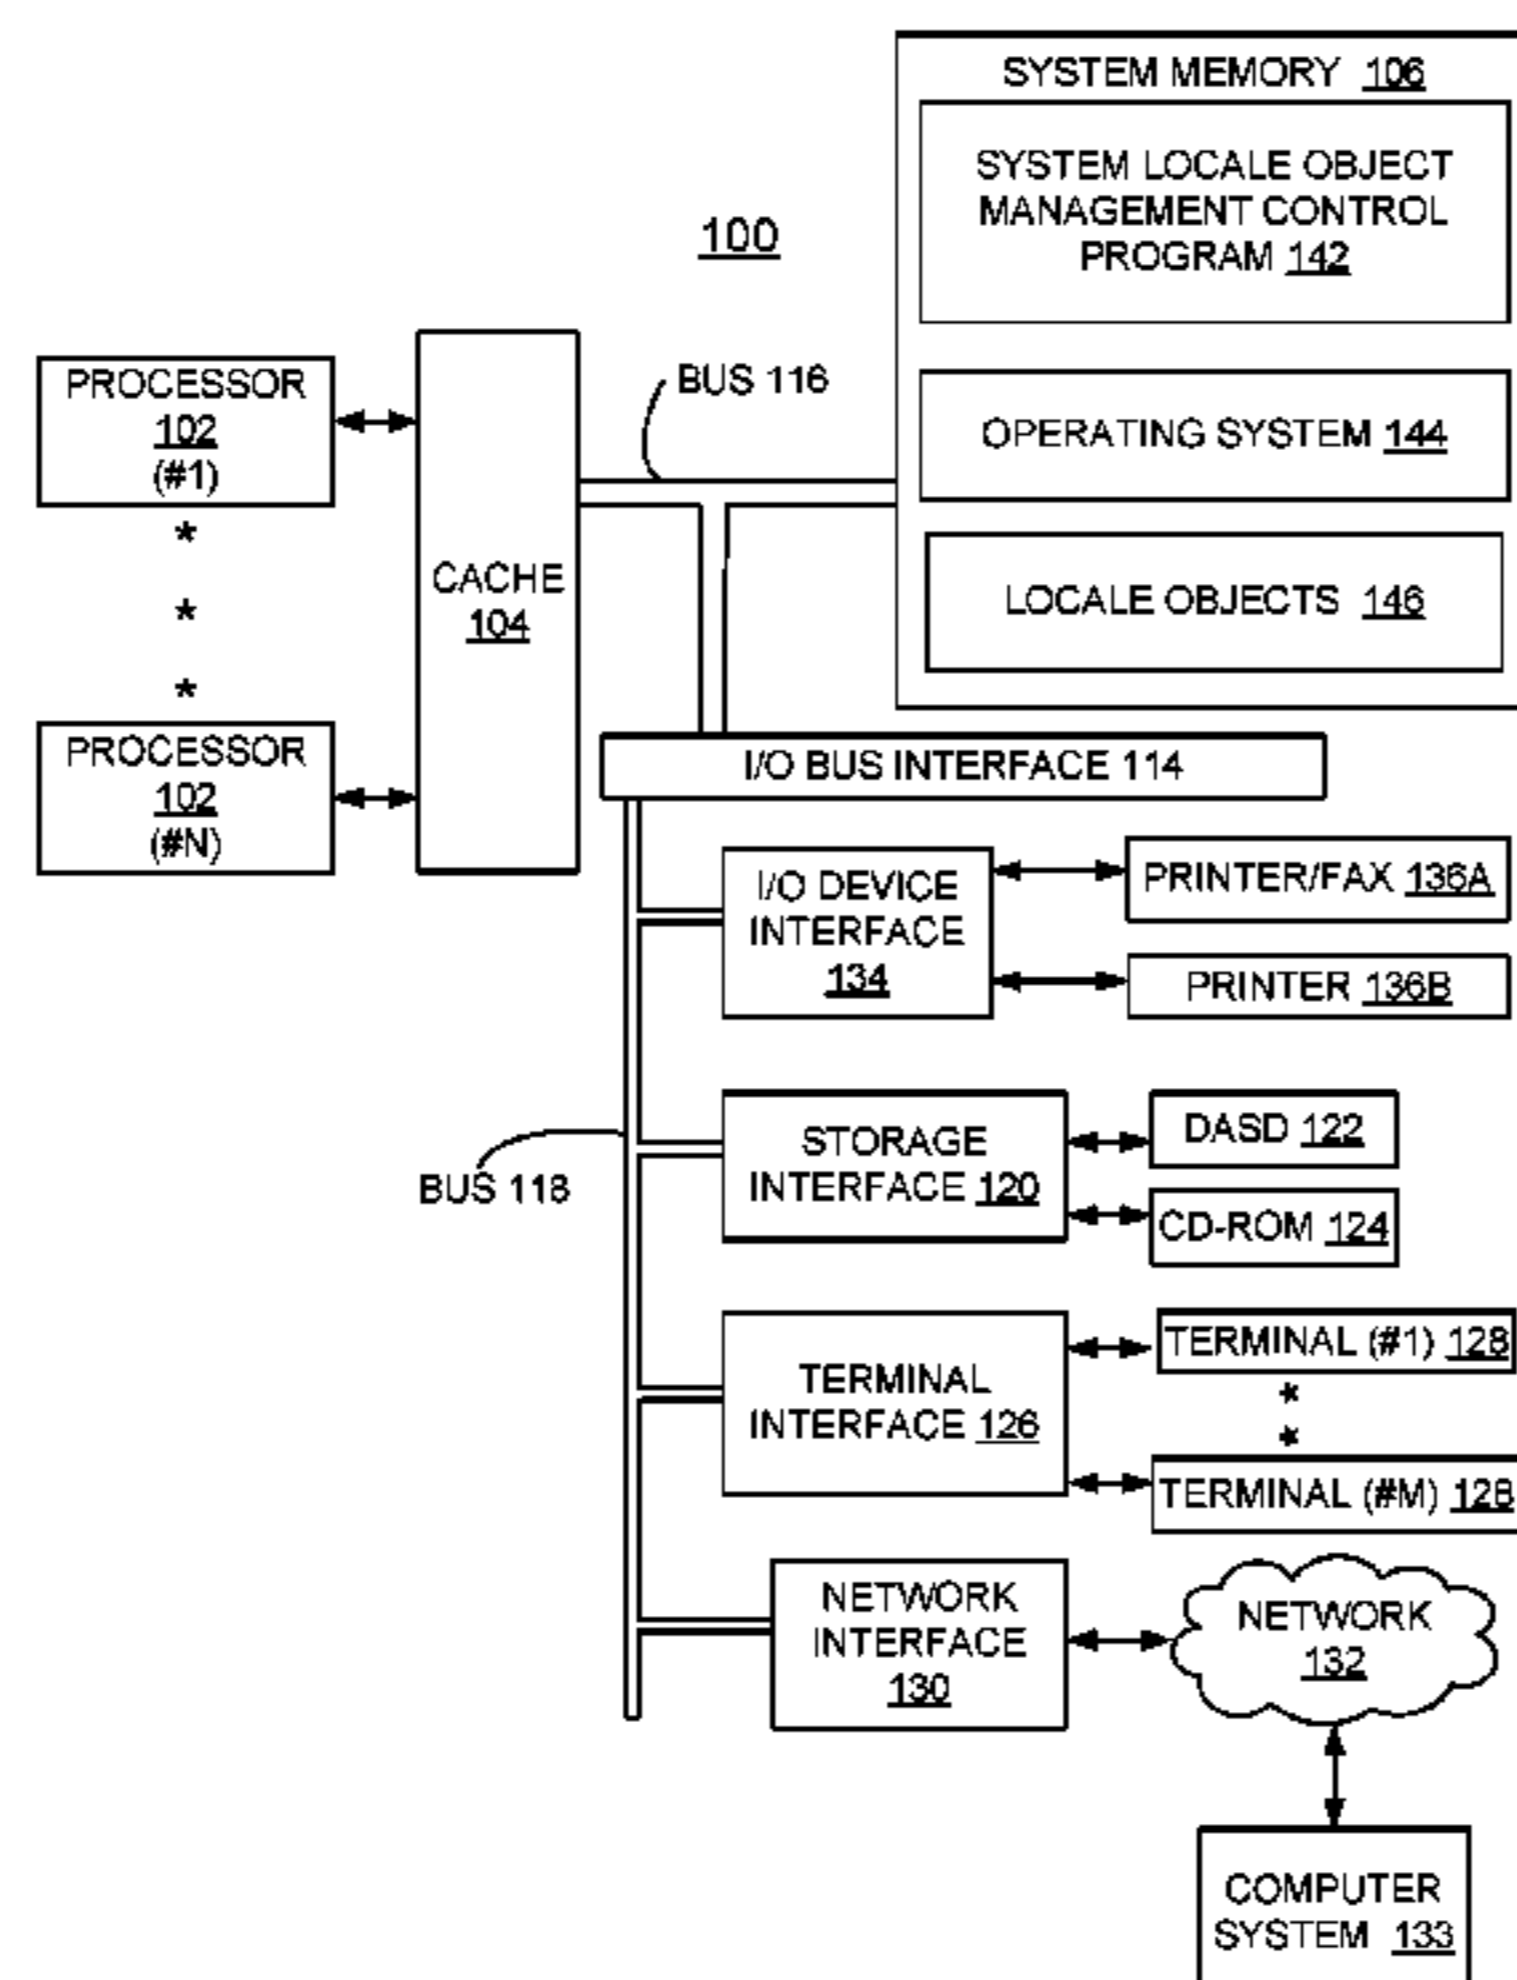 SYSTEM MEMORY 106
SYSTEM LOCALE OBJECT
MANAGEMENT CONTROL
PROGRAM 142
100
PROCESSOR
102
(#1)
BUS 116
OPERATING SYSTEM 144
*
CACHE
104
*
LOCALE OBJECTS 146
*
PROCESSOR
102
(#N)
I/O BUS INTERFACE 114
I/O DEVICE
INTERFACE
134
PRINTER/FAX 136A
PRINTER 136B
BUS 118
STORAGE
INTERFACE 120
DASD 122
CD-ROM 124
TERMINAL
INTERFACE 126
TERMINAL (#1) 128
*
*
TERMINAL (#M) 128
NETWORK
INTERFACE
130
NETWORK
132
COMPUTER
SYSTEM 133